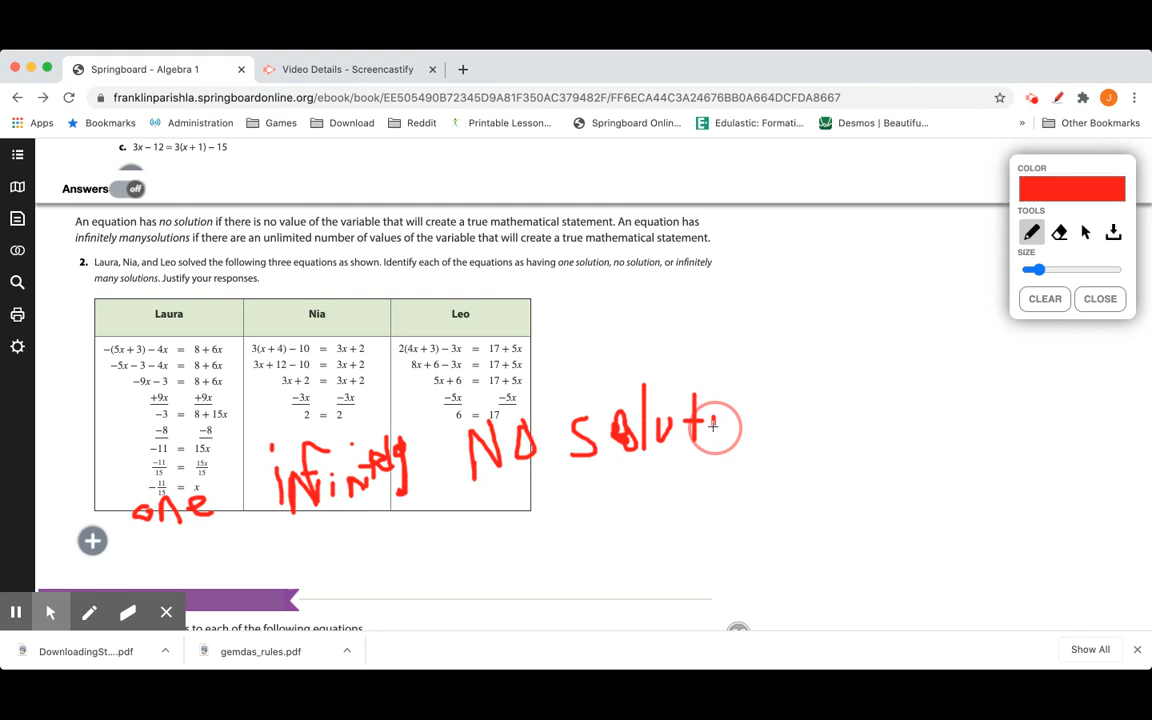 Springboard - Algebra 1
Video Details - Screencastify
franklinparishla.springboardonline.org/ebook/book/EE505490B72345D9A81F350AC379482F/FF6ECA44C3A24676BB0A664DCFDA8667
J
Apps Bookmarks Administration Games Download Reddit Printable Lesson... Springboard Onlin... Edulastic: Formati... Desmos | Beautifu... » Other Bookmarks
c. 3x − 12 = 3(x + 1) − 15
Answers off
An equation has no solution if there is no value of the variable that will create a true mathematical statement. An equation has
infinitely manysolutions if there are an unlimited number of values of the variable that will create a true mathematical statement.
2. Laura, Nia, and Leo solved the following three equations as shown. Identify each of the equations as having one solution, no solution, or infinitely
many solutions. Justify your responses.
Laura Nia Leo
−(5x + 3) − 4x = 8 + 6x
−5x − 3 − 4x = 8 + 6x
−9x − 3 = 8 + 6x
+9x +9x
−3 = 8 + 15x
−8 −8
−11 = 15x
−11/15 = 15x/15
−11/15 = x
one
3(x + 4) − 10 = 3x + 2
3x + 12 − 10 = 3x + 2
3x + 2 = 3x + 2
−3x −3x
2 = 2
infinitely
2(4x + 3) − 3x = 17 + 5x
8x + 6 − 3x = 17 + 5x
5x + 6 = 17 + 5x
−5x −5x
6 = 17
NO solut
COLOR
TOOLS
SIZE
CLEAR CLOSE
s to each of the following equations.
DownloadingSt....pdf
gemdas_rules.pdf
Show All